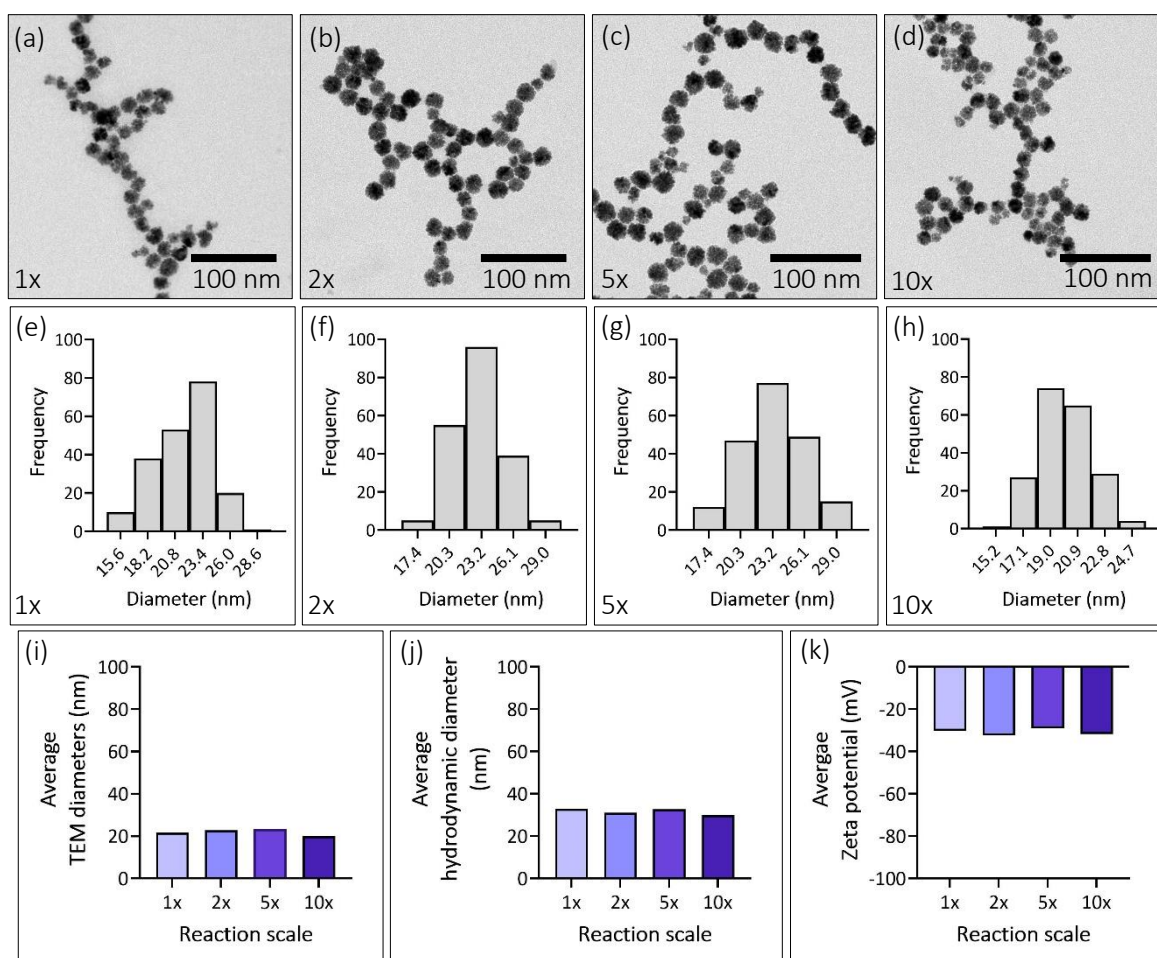 (a)
1x
100 nm
(b)
2x
100 nm
(c)
5x
100 nm
(d)
10x
100 nm
(e)
Frequency
100
80
60
40
20
0
15.6 18.2 20.8 23.4 26.0 28.6
Diameter (nm)
1x
(f)
Frequency
100
80
60
40
20
0
17.4 20.3 23.2 26.1 29.0
Diameter (nm)
2x
(g)
Frequency
100
80
60
40
20
0
17.4 20.3 23.2 26.1 29.0
Diameter (nm)
5x
(h)
Frequency
100
80
60
40
20
0
15.2 17.1 19.0 20.9 22.8 24.7
Diameter (nm)
10x
(i)
Average
TEM diameters (nm)
100
80
60
40
20
0
1x 2x 5x 10x
Reaction scale
(j)
Average
hydrodynamic diameter
(nm)
100
80
60
40
20
0
1x 2x 5x 10x
Reaction scale
(k)
Avergae
Zeta potential (mV)
0
-20
-40
-60
-80
-100
1x 2x 5x 10x
Reaction scale